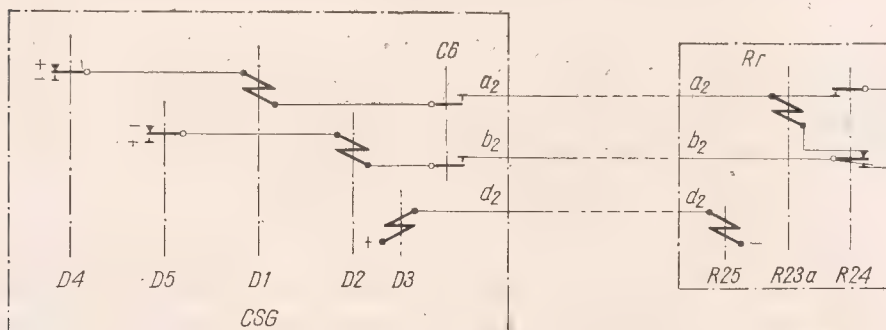 C6
Rr
a2
a2
+
-
-
+
b2
b2
d2
d2
+
-
D4
D5
D1
D2
D3
R25
R23a
R24
CSG